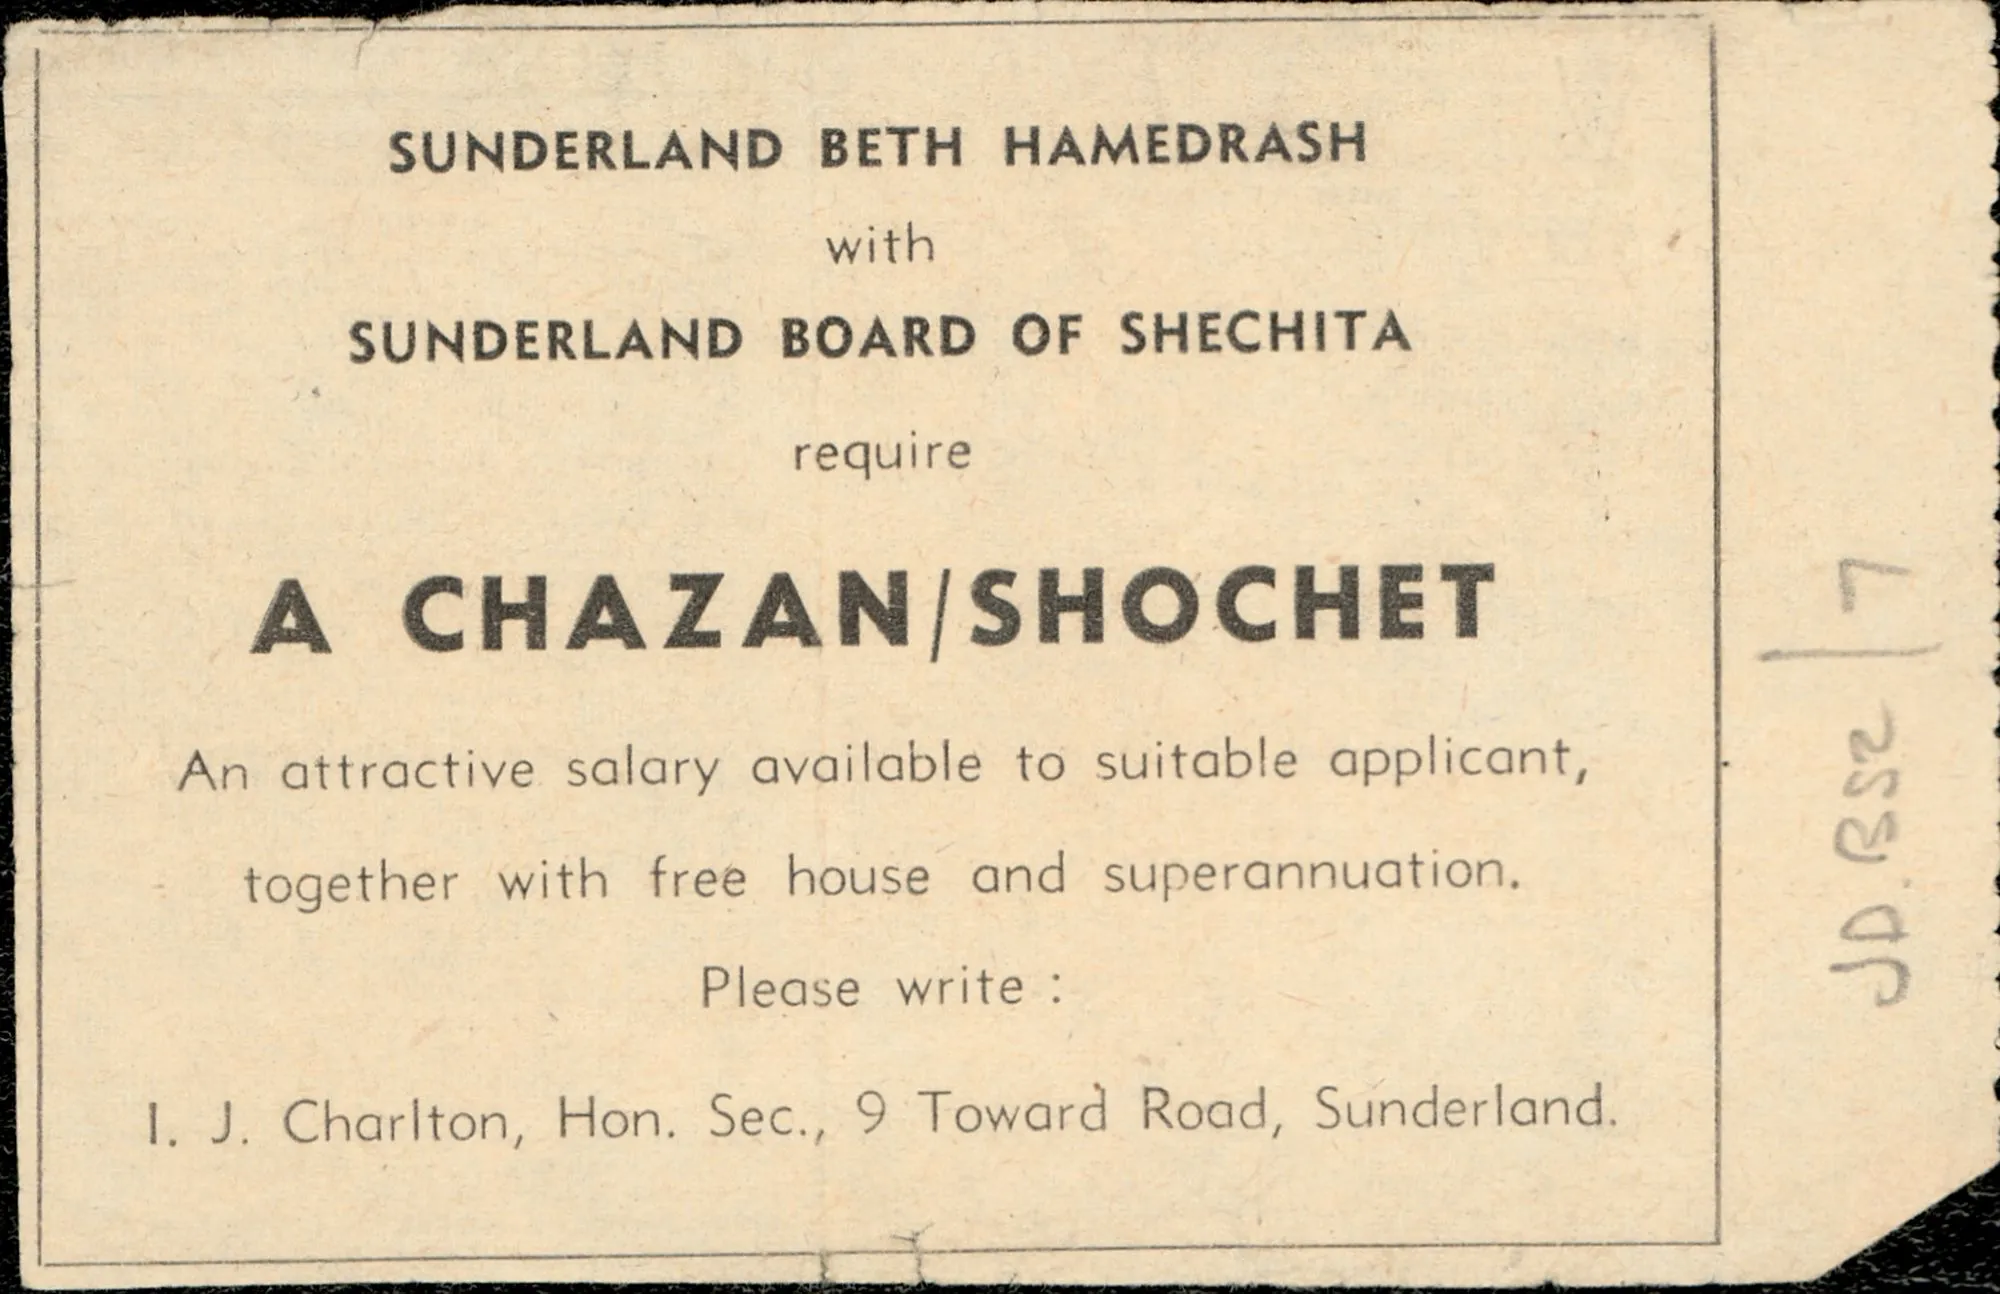 SUNDERLAND BETH HAMEDRASH
with
SUNDERLAND BOARD OF SHECHITA
require
A CHAZAN/SHOCHET
An attractive salary available to suitable applicant,
together with free house and superannuation.
Please write :
I. J. Charlton, Hon. Sec., 9 Toward Road, Sunderland.
JD. BS2/7